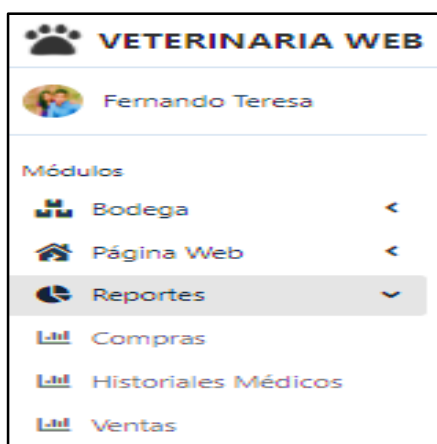 VETERINARIA WEB
Fernando Teresa
Módulos
Bodega
Página Web
Reportes
Compras
Historiales Médicos
Ventas